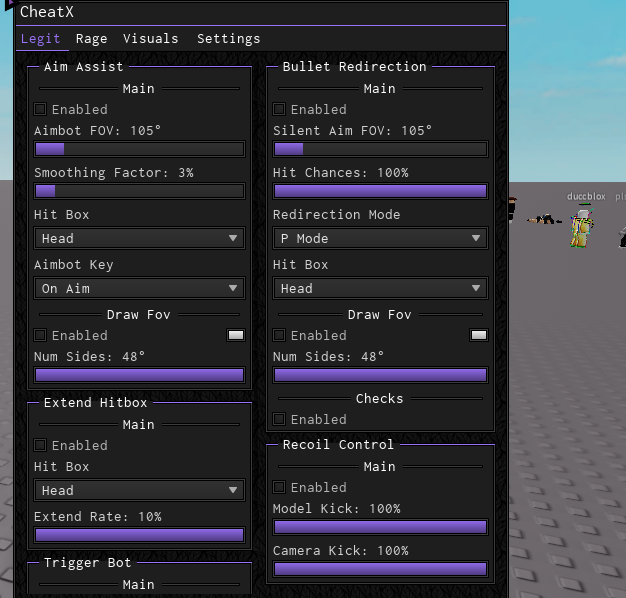 CheatX
Legit Rage Visuals Settings
Aim Assist
Main
Enabled
Aimbot FOV: 105°
Smoothing Factor: 3%
Hit Box
Head
Aimbot Key
On Aim
Draw Fov
Enabled
Num Sides: 48°
Extend Hitbox
Main
Enabled
Hit Box
Head
Extend Rate: 10%
Trigger Bot
Main
Bullet Redirection
Main
Enabled
Silent Aim FOV: 105°
Hit Chances: 100%
Redirection Mode
P Mode
Hit Box
Head
Draw Fov
Enabled
Num Sides: 48°
Checks
Enabled
Recoil Control
Main
Enabled
Model Kick: 100%
Camera Kick: 100%
duccblox